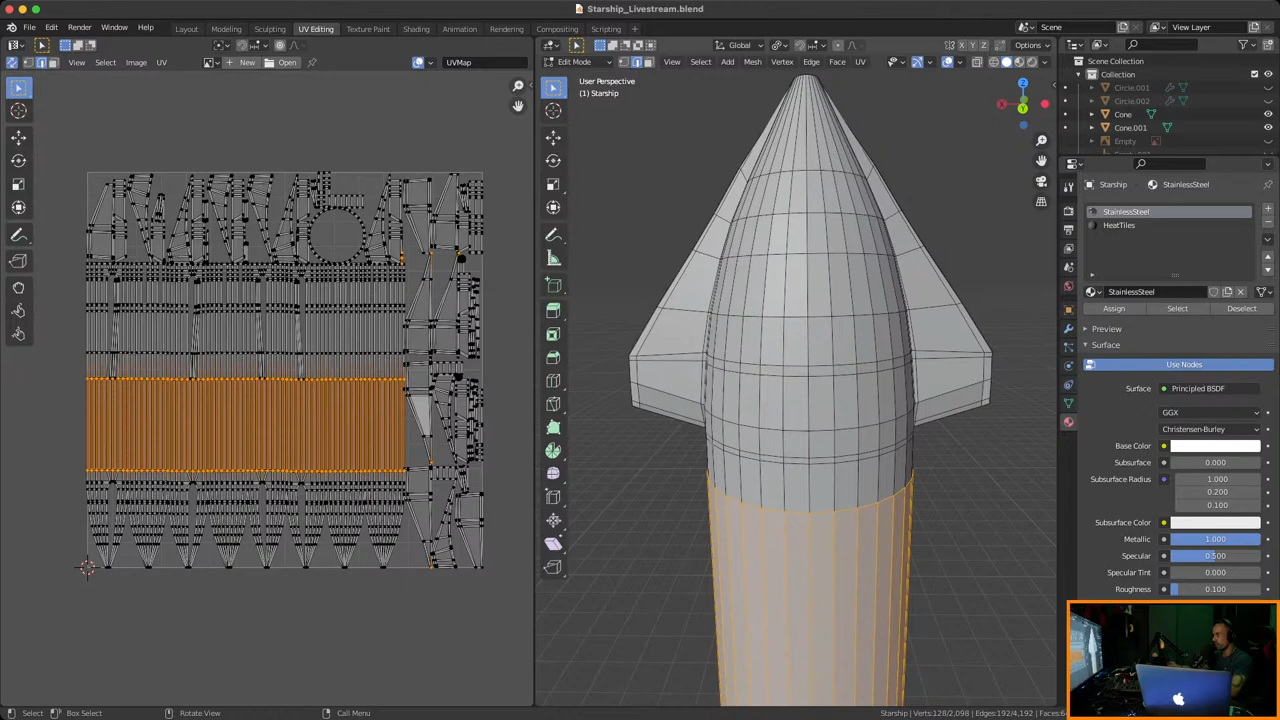 Starship_Livestream.blend
File Edit Render Window Help Layout Modeling Sculpting UV Editing Texture Paint Shading Animation Rendering Compositing Scripting Scene View Layer
Global Options
View Select Image UV New Open UVMap
Edit Mode View Select Add Mesh Vertex Edge Face UV
User Perspective
(1) Starship
Z
Y
X
X Y Z
Scene Collection
Collection
Circle.001
Circle.002
Cone
Cone.001
Empty
Starship StainlessSteel
StainlessSteel
HeatTiles
StainlessSteel
Assign Select Deselect
Preview
Surface
Use Nodes
Surface Principled BSDF
GGX
Christensen-Burley
Base Color
Subsurface 0.000
Subsurface Radius 1.000
0.200
0.100
Subsurface Color
Metallic 1.000
Specular 0.500
Specular Tint 0.000
Roughness 0.100
Select Box Select Rotate View Call Menu
Starship | Verts:128/2,098 | Edges:192/4,192 | Faces:6